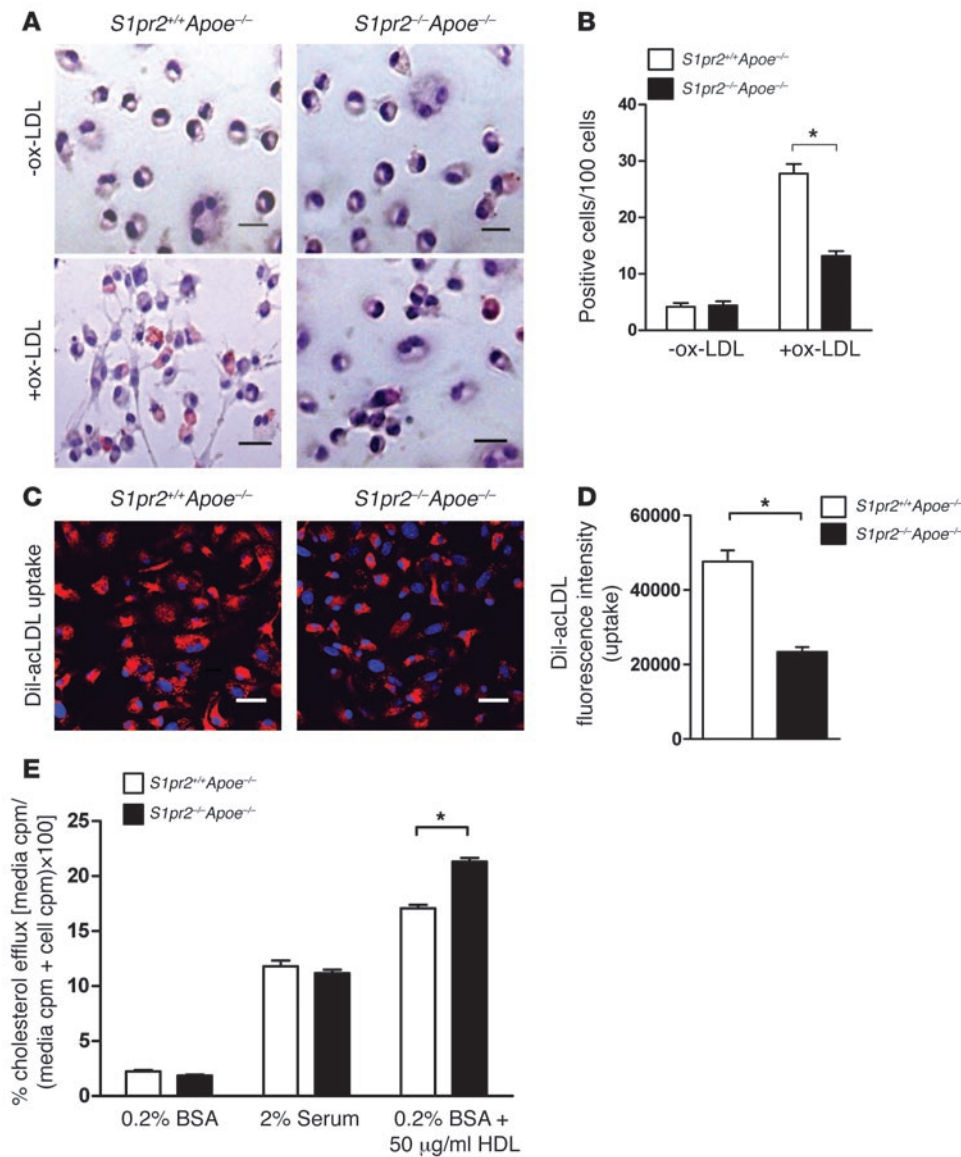 A
S1pr2+/+Apoe–/–
S1pr2–/–Apoe–/–
-ox-LDL
+ox-LDL
B
S1pr2+/+Apoe–/–
S1pr2–/–Apoe–/–
Positive cells/100 cells
40
30
20
10
0
*
-ox-LDL
+ox-LDL
C
S1pr2+/+Apoe–/–
S1pr2–/–Apoe–/–
Dil-acLDL uptake
D
S1pr2+/+Apoe–/–
S1pr2–/–Apoe–/–
Dil-acLDL
fluorescence intensity
(uptake)
60000
40000
20000
0
*
E
S1pr2+/+Apoe–/–
S1pr2–/–Apoe–/–
% cholesterol efflux [media cpm/
(media cpm + cell cpm)×100]
25
20
15
10
5
0
*
0.2% BSA
2% Serum
0.2% BSA +
50 μg/ml HDL